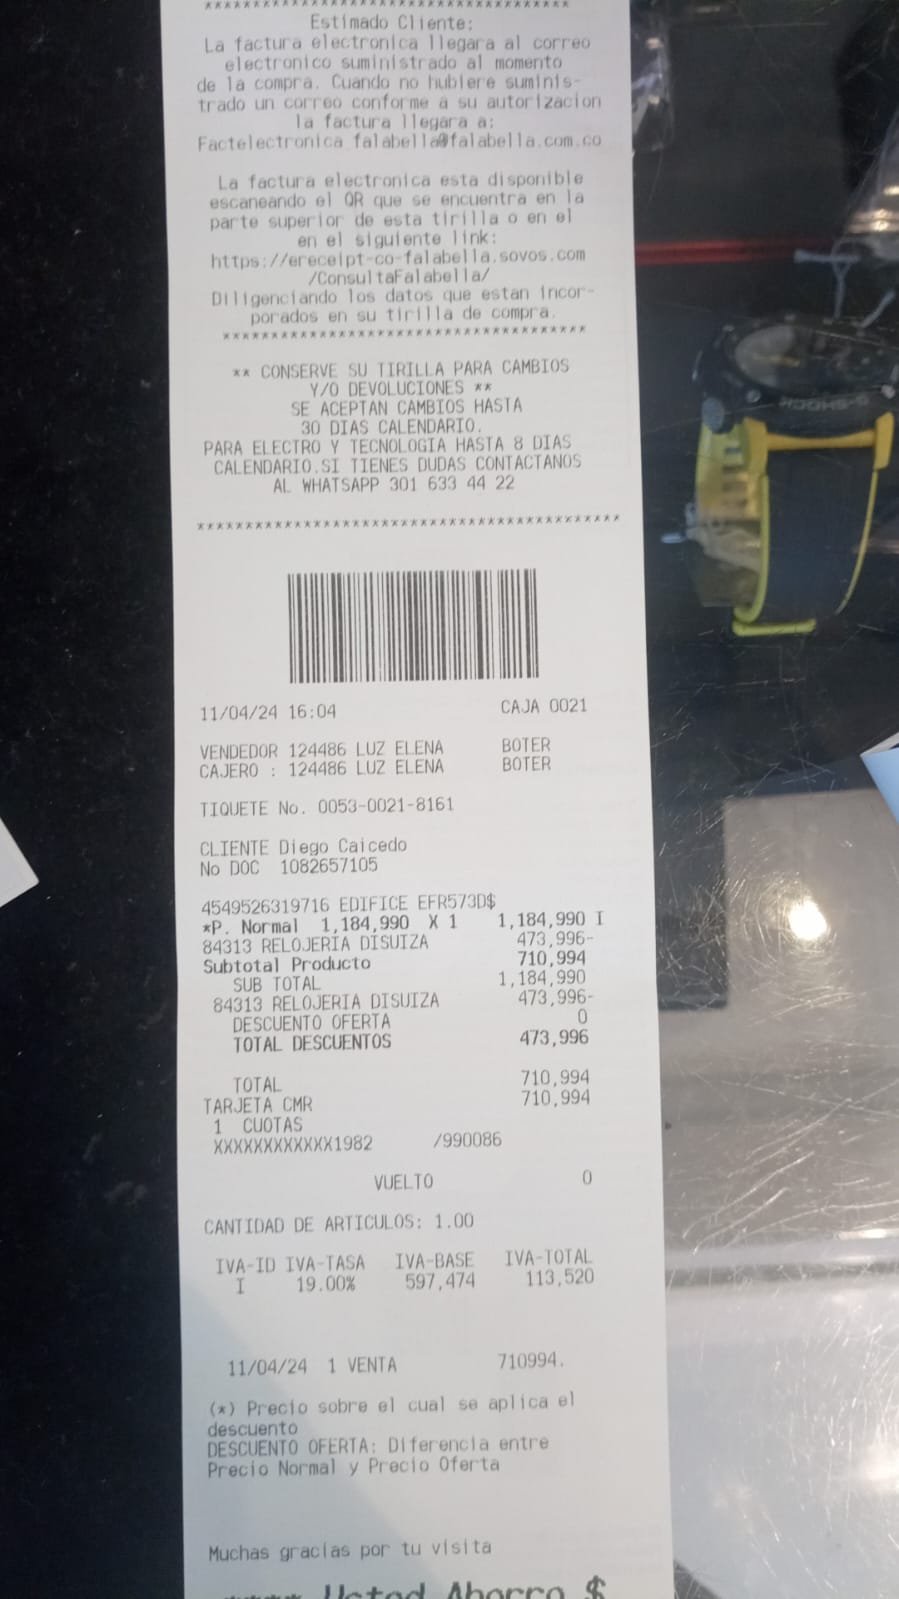 ******************************************
Estimado Cliente:
La factura electronica llegara al correo
electronico suministrado al momento
de la compra. Cuando no hubiere suminis-
trado un correo conforme a su autorizacion
la factura llegara a:
Factelectronica_falabella@falabella.com.co
La factura electronica esta disponible
escaneando el QR que se encuentra en la
parte superior de esta tirilla o en el
en el siguiente link:
https://ereceipt-co-falabella.sovos.com
/ConsultaFalabella/
Diligenciando los datos que estan incor-
porados en su tirilla de compra.
******************************************
** CONSERVE SU TIRILLA PARA CAMBIOS
Y/O DEVOLUCIONES **
SE ACEPTAN CAMBIOS HASTA
30 DIAS CALENDARIO.
PARA ELECTRO Y TECNOLOGIA HASTA 8 DIAS
CALENDARIO.SI TIENES DUDAS CONTACTANOS
AL WHATSAPP 301 633 44 22
********************************************
11/04/24 16:04 CAJA 0021
VENDEDOR 124486 LUZ ELENA BOTER
CAJERO : 124486 LUZ ELENA BOTER
TIQUETE No. 0053-0021-8161
CLIENTE Diego Caicedo
No DOC 1082657105
4549526319716 EDIFICE EFR573D$
*P. Normal 1,184,990 X 1 1,184,990 I
84313 RELOJERIA DISUIZA 473,996-
Subtotal Producto 710,994
SUB TOTAL 1,184,990
84313 RELOJERIA DISUIZA 473,996-
DESCUENTO OFERTA 0
TOTAL DESCUENTOS 473,996
TOTAL 710,994
TARJETA CMR 710,994
1 CUOTAS
XXXXXXXXXXXX1982 /990086
VUELTO 0
CANTIDAD DE ARTICULOS: 1.00
IVA-ID IVA-TASA IVA-BASE IVA-TOTAL
I 19.00% 597,474 113,520
11/04/24 1 VENTA 710994.
(*) Precio sobre el cual se aplica el
descuento
DESCUENTO OFERTA: Diferencia entre
Precio Normal y Precio Oferta
Muchas gracias por tu visita
**** Usted Ahorro $
G-SHOCK